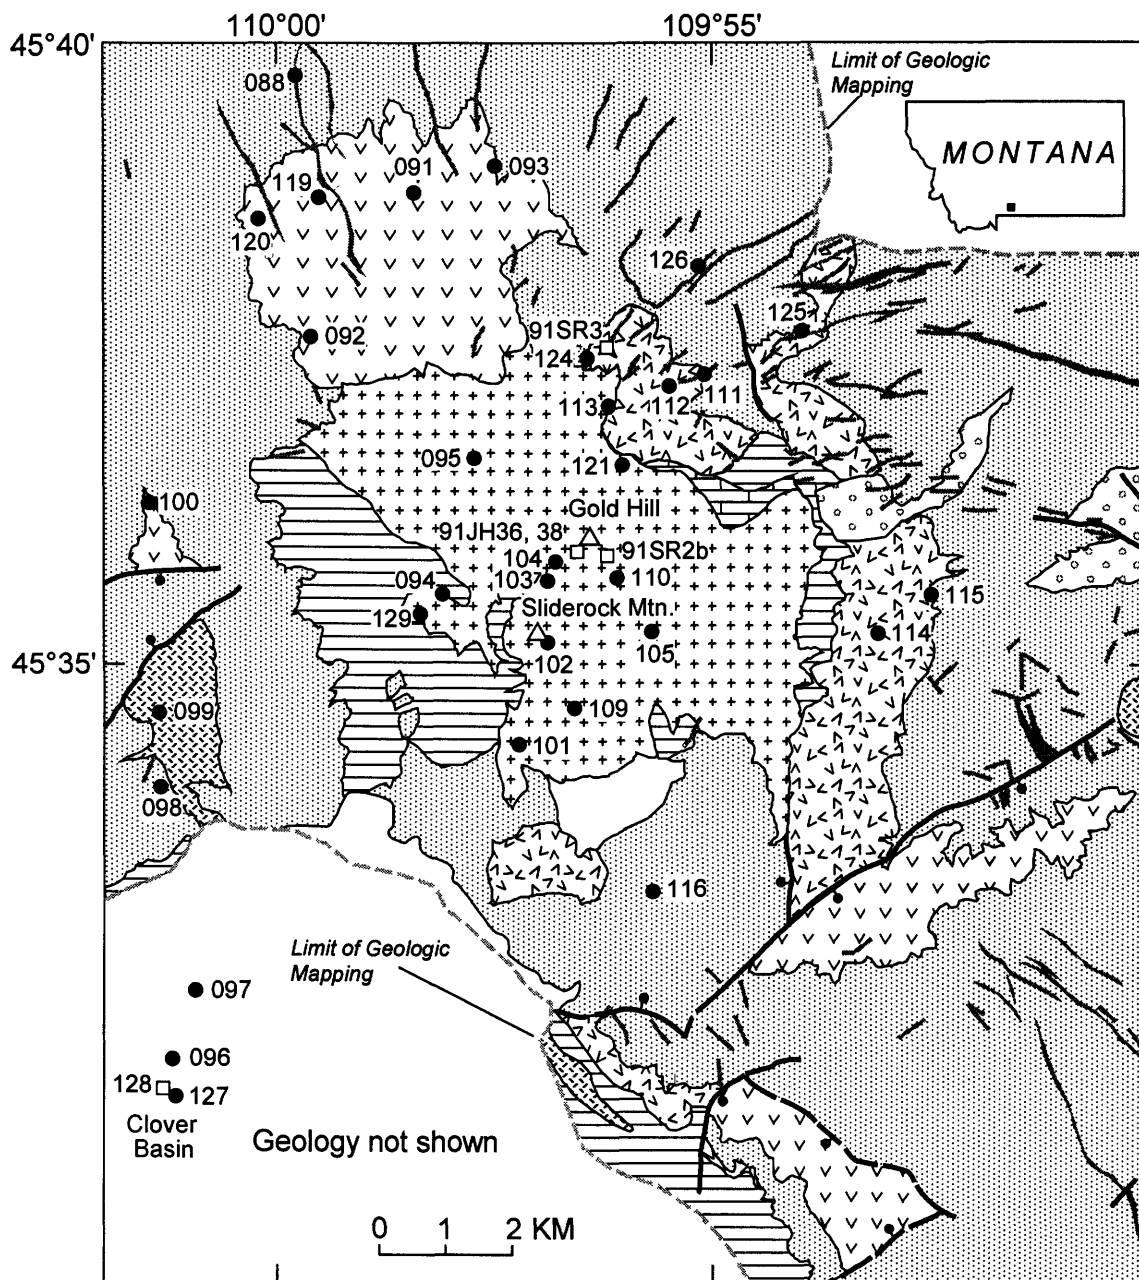 110°00'
109°55'
45°40'
Limit of Geologic
Mapping
088
MONTANA
091
093
119
120
126
125
91SR3
092
124
112
111
113
095
121
100
Gold Hill
91JH36, 38
104
91SR2b
103
110
094
115
129
Sliderock Mtn.
114
105
102
45°35'
099
109
101
098
116
Limit of Geologic
Mapping
097
096
128
127
Clover
Basin
Geology not shown
0 1 2 KM